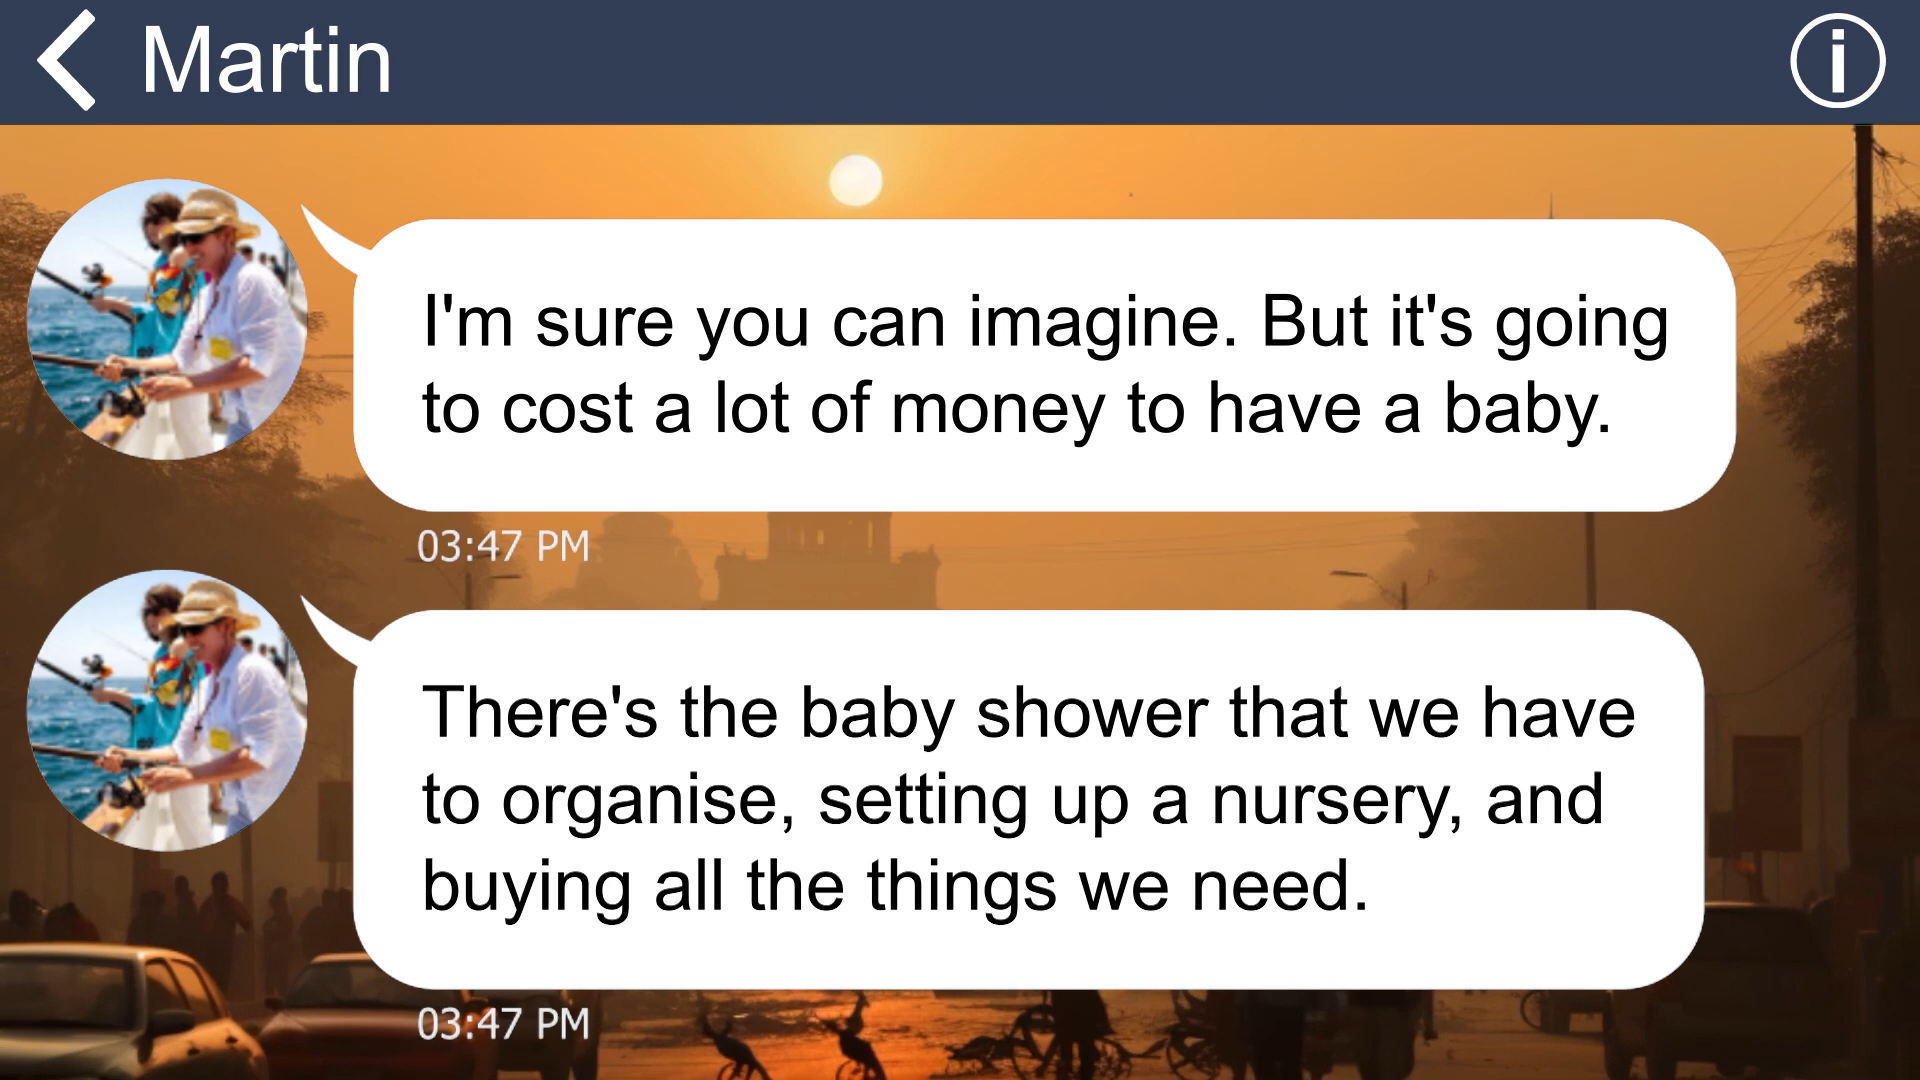 Martin
I'm sure you can imagine. But it's going
to cost a lot of money to have a baby.
03:47 PM
There's the baby shower that we have
to organise, setting up a nursery, and
buying all the things we need.
03:47 PM